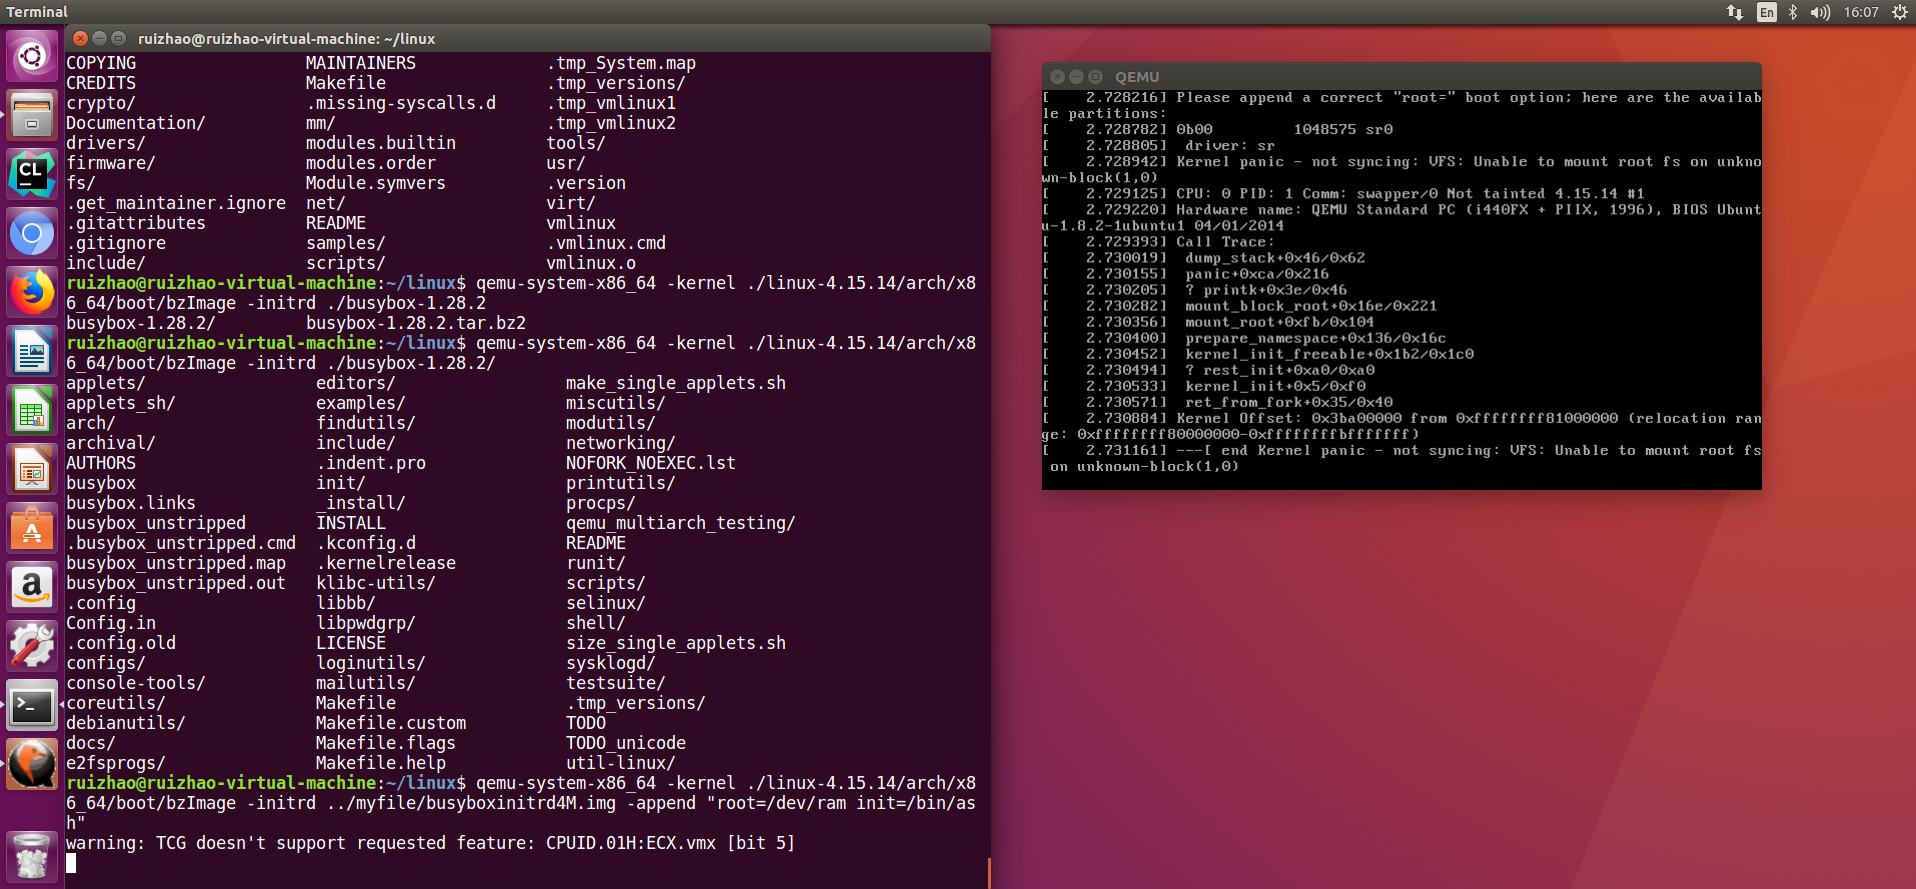 Terminal
En
16:07
ruizhao@ruizhao-virtual-machine: ~/linux
COPYING MAINTAINERS .tmp_System.map
CREDITS Makefile .tmp_versions/
crypto/ .missing-syscalls.d .tmp_vmlinux1
Documentation/ mm/ .tmp_vmlinux2
drivers/ modules.builtin tools/
firmware/ modules.order usr/
fs/ Module.symvers .version
.get_maintainer.ignore net/ virt/
.gitattributes README vmlinux
.gitignore samples/ .vmlinux.cmd
include/ scripts/ vmlinux.o
ruizhao@ruizhao-virtual-machine:~/linux$ qemu-system-x86_64 -kernel ./linux-4.15.14/arch/x8
6_64/boot/bzImage -initrd ./busybox-1.28.2
busybox-1.28.2/ busybox-1.28.2.tar.bz2
ruizhao@ruizhao-virtual-machine:~/linux$ qemu-system-x86_64 -kernel ./linux-4.15.14/arch/x8
6_64/boot/bzImage -initrd ./busybox-1.28.2/
applets/ editors/ make_single_applets.sh
applets_sh/ examples/ miscutils/
arch/ findutils/ modutils/
archival/ include/ networking/
AUTHORS .indent.pro NOFORK_NOEXEC.lst
busybox init/ printutils/
busybox.links _install/ procps/
busybox_unstripped INSTALL qemu_multiarch_testing/
.busybox_unstripped.cmd .kconfig.d README
busybox_unstripped.map .kernelrelease runit/
busybox_unstripped.out klibc-utils/ scripts/
.config libbb/ selinux/
Config.in libpwdgrp/ shell/
.config.old LICENSE size_single_applets.sh
configs/ loginutils/ sysklogd/
console-tools/ mailutils/ testsuite/
coreutils/ Makefile .tmp_versions/
debianutils/ Makefile.custom TODO
docs/ Makefile.flags TODO_unicode
e2fsprogs/ Makefile.help util-linux/
ruizhao@ruizhao-virtual-machine:~/linux$ qemu-system-x86_64 -kernel ./linux-4.15.14/arch/x8
6_64/boot/bzImage -initrd ../myfile/busyboxinitrd4M.img -append "root=/dev/ram init=/bin/as
h"
warning: TCG doesn't support requested feature: CPUID.01H:ECX.vmx [bit 5]
CL
A
a
>_
QEMU
[    2.728216] Please append a correct "root=" boot option; here are the availab
le partitions:
[    2.728782] 0b00         1048575 sr0
[    2.728805]  driver: sr
[    2.728942] Kernel panic - not syncing: VFS: Unable to mount root fs on unkno
wn-block(1,0)
[    2.729125] CPU: 0 PID: 1 Comm: swapper/0 Not tainted 4.15.14 #1
[    2.729220] Hardware name: QEMU Standard PC (i440FX + PIIX, 1996), BIOS Ubunt
u-1.8.2-1ubuntu1 04/01/2014
[    2.729393] Call Trace:
[    2.730019]  dump_stack+0x46/0x62
[    2.730155]  panic+0xca/0x216
[    2.730205]  ? printk+0x3e/0x46
[    2.730282]  mount_block_root+0x16e/0x221
[    2.730356]  mount_root+0xfb/0x104
[    2.730400]  prepare_namespace+0x136/0x16c
[    2.730452]  kernel_init_freeable+0x1b2/0x1c0
[    2.730494]  ? rest_init+0xa0/0xa0
[    2.730533]  kernel_init+0x5/0xf0
[    2.730571]  ret_from_fork+0x35/0x40
[    2.730884] Kernel Offset: 0x3ba00000 from 0xffffffff81000000 (relocation ran
ge: 0xffffffff80000000-0xffffffffbfffffff)
[    2.731161] ---[ end Kernel panic - not syncing: VFS: Unable to mount root fs
 on unknown-block(1,0)